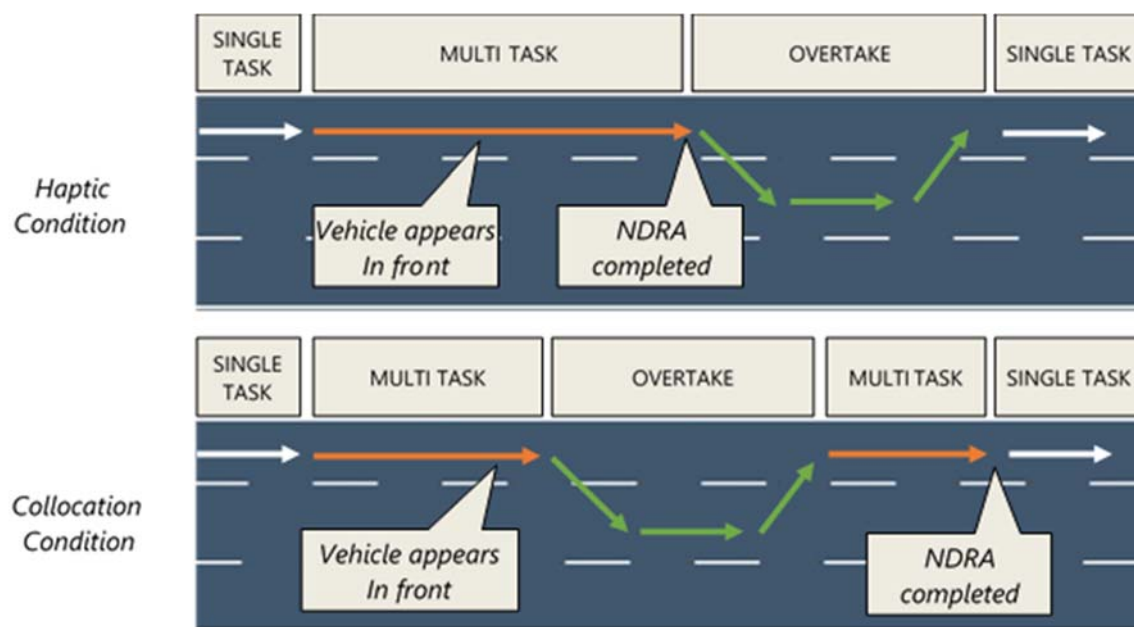 SINGLE
TASK
MULTI TASK
OVERTAKE
SINGLE TASK
Haptic
Condition
Vehicle appears
In front
NDRA
completed
SINGLE
TASK
MULTI TASK
OVERTAKE
MULTI TASK
SINGLE TASK
Collocation
Condition
Vehicle appears
In front
NDRA
completed